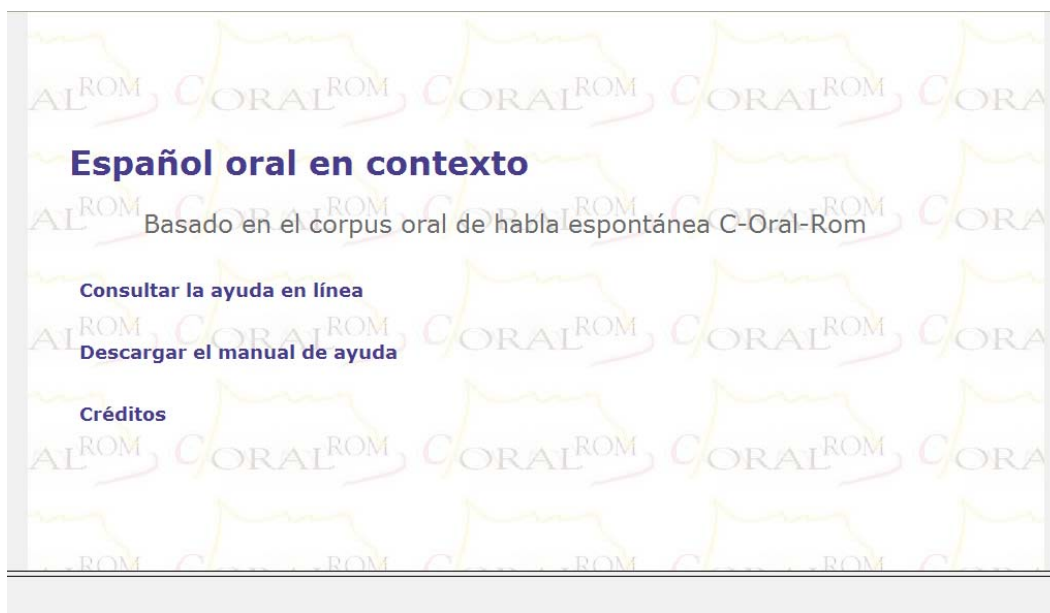 Español oral en contexto
Basado en el corpus oral de habla espontánea C-Oral-Rom
Consultar la ayuda en línea
Descargar el manual de ayuda
Créditos